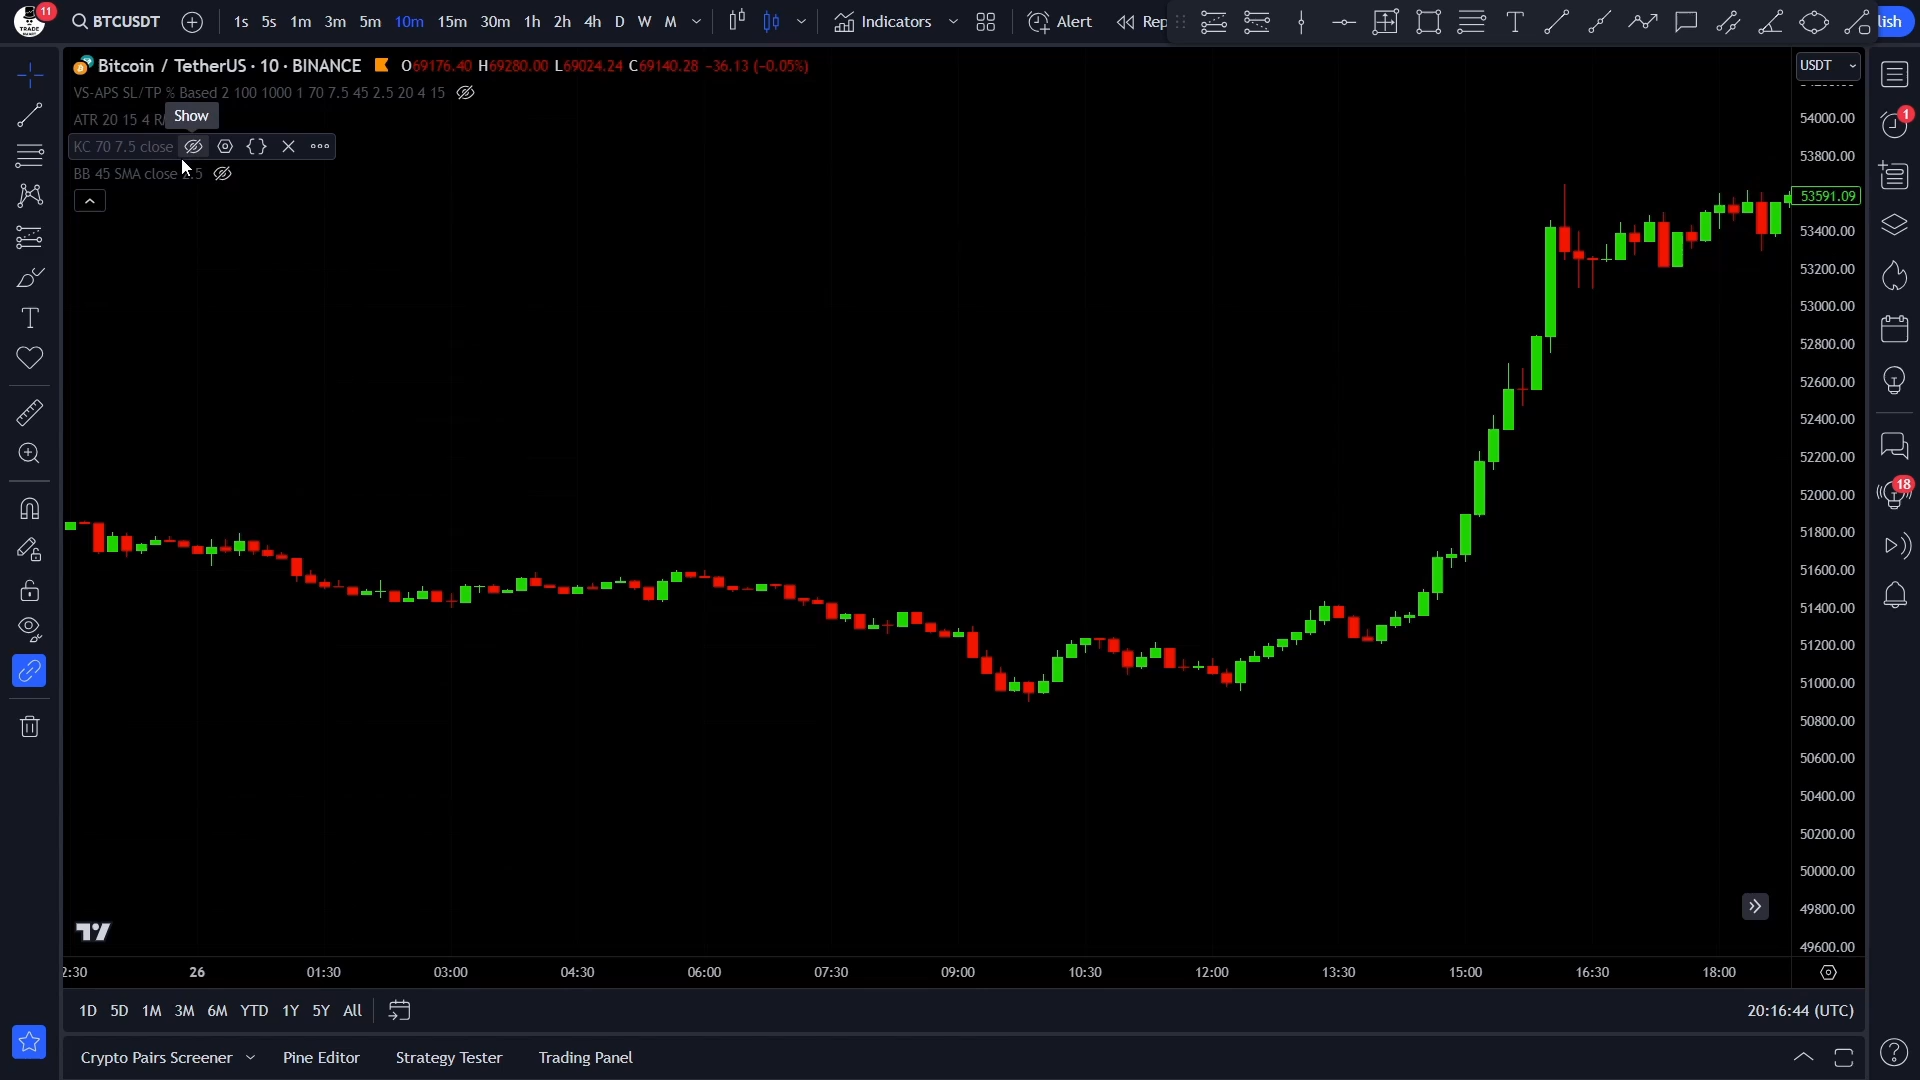 11 BTCUSDT 1s 5s 1m 3m 5m 10m 15m 30m 1h 2h 4h D W M Indicators Alert Rep lish
TRADE
Bitcoin / TetherUS · 10 · BINANCE O69176.40 H69280.00 L69024.24 C69140.28 −36.13 (−0.05%)
USDT
VS-APS SL/TP % Based 2 100 1000 1 70 7.5 45 2.5 20 4 15
ATR 20 15 4
Show
KC 70 7.5 close
BB 45 SMA close 2.5
54000.00
53800.00
53591.09
53400.00
53200.00
53000.00
52800.00
52600.00
52400.00
52200.00
52000.00
51800.00
51600.00
51400.00
51200.00
51000.00
50800.00
50600.00
50400.00
50200.00
50000.00
49800.00
49600.00
1
18
2:30 26 01:30 03:00 04:30 06:00 07:30 09:00 10:30 12:00 13:30 15:00 16:30 18:00
1D 5D 1M 3M 6M YTD 1Y 5Y All 20:16:44 (UTC)
Crypto Pairs Screener Pine Editor Strategy Tester Trading Panel